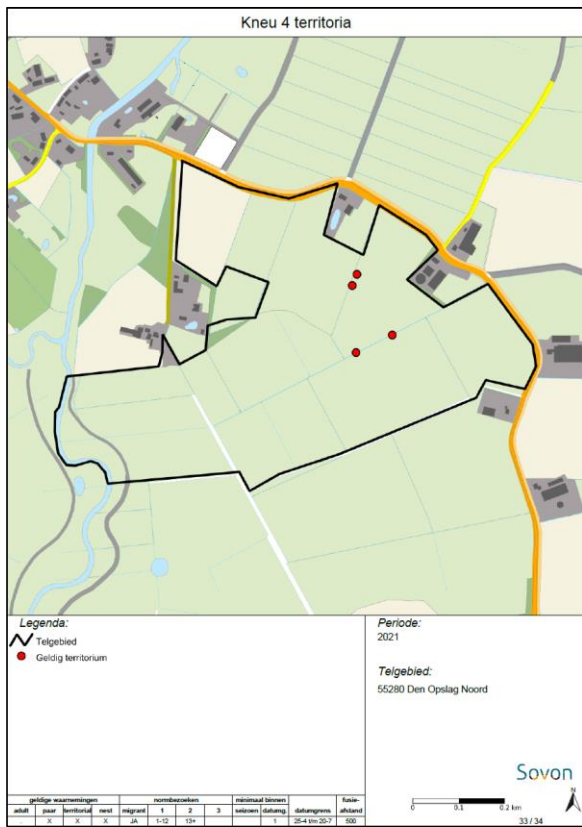 Kneu 4 territoria
Legenda:
Telgebied
Geldig territorium
Periode:
2021
Telgebied:
55280 Den Opslag Noord
Sovon
0 0.1 0.2 km
N
33 / 34
geldige waarnemingen normbezoeken minimaal binnen fusie-
adult paar territoriaal nest migrant 1 2 3 seizoen datumg. datumgrens afstand
. X X X JA 1-12 13+ 1 25-4 t/m 20-7 500